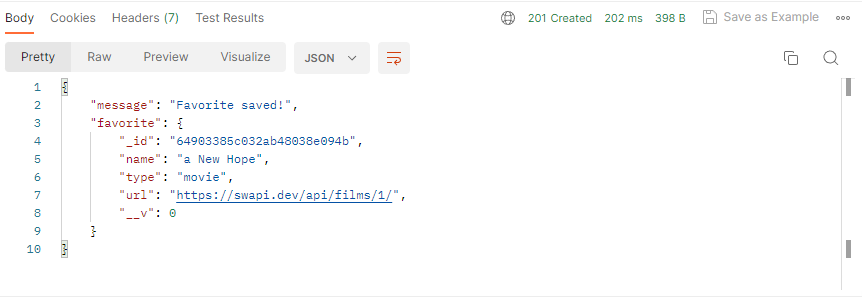 Body Cookies Headers (7) Test Results 201 Created 202 ms 398 B Save as Example
Pretty Raw Preview Visualize JSON
1 {
2 "message": "Favorite saved!",
3 "favorite": {
4 "_id": "64903385c032ab48038e094b",
5 "name": "a New Hope",
6 "type": "movie",
7 "url": "https://swapi.dev/api/films/1/",
8 "__v": 0
9 }
10 }